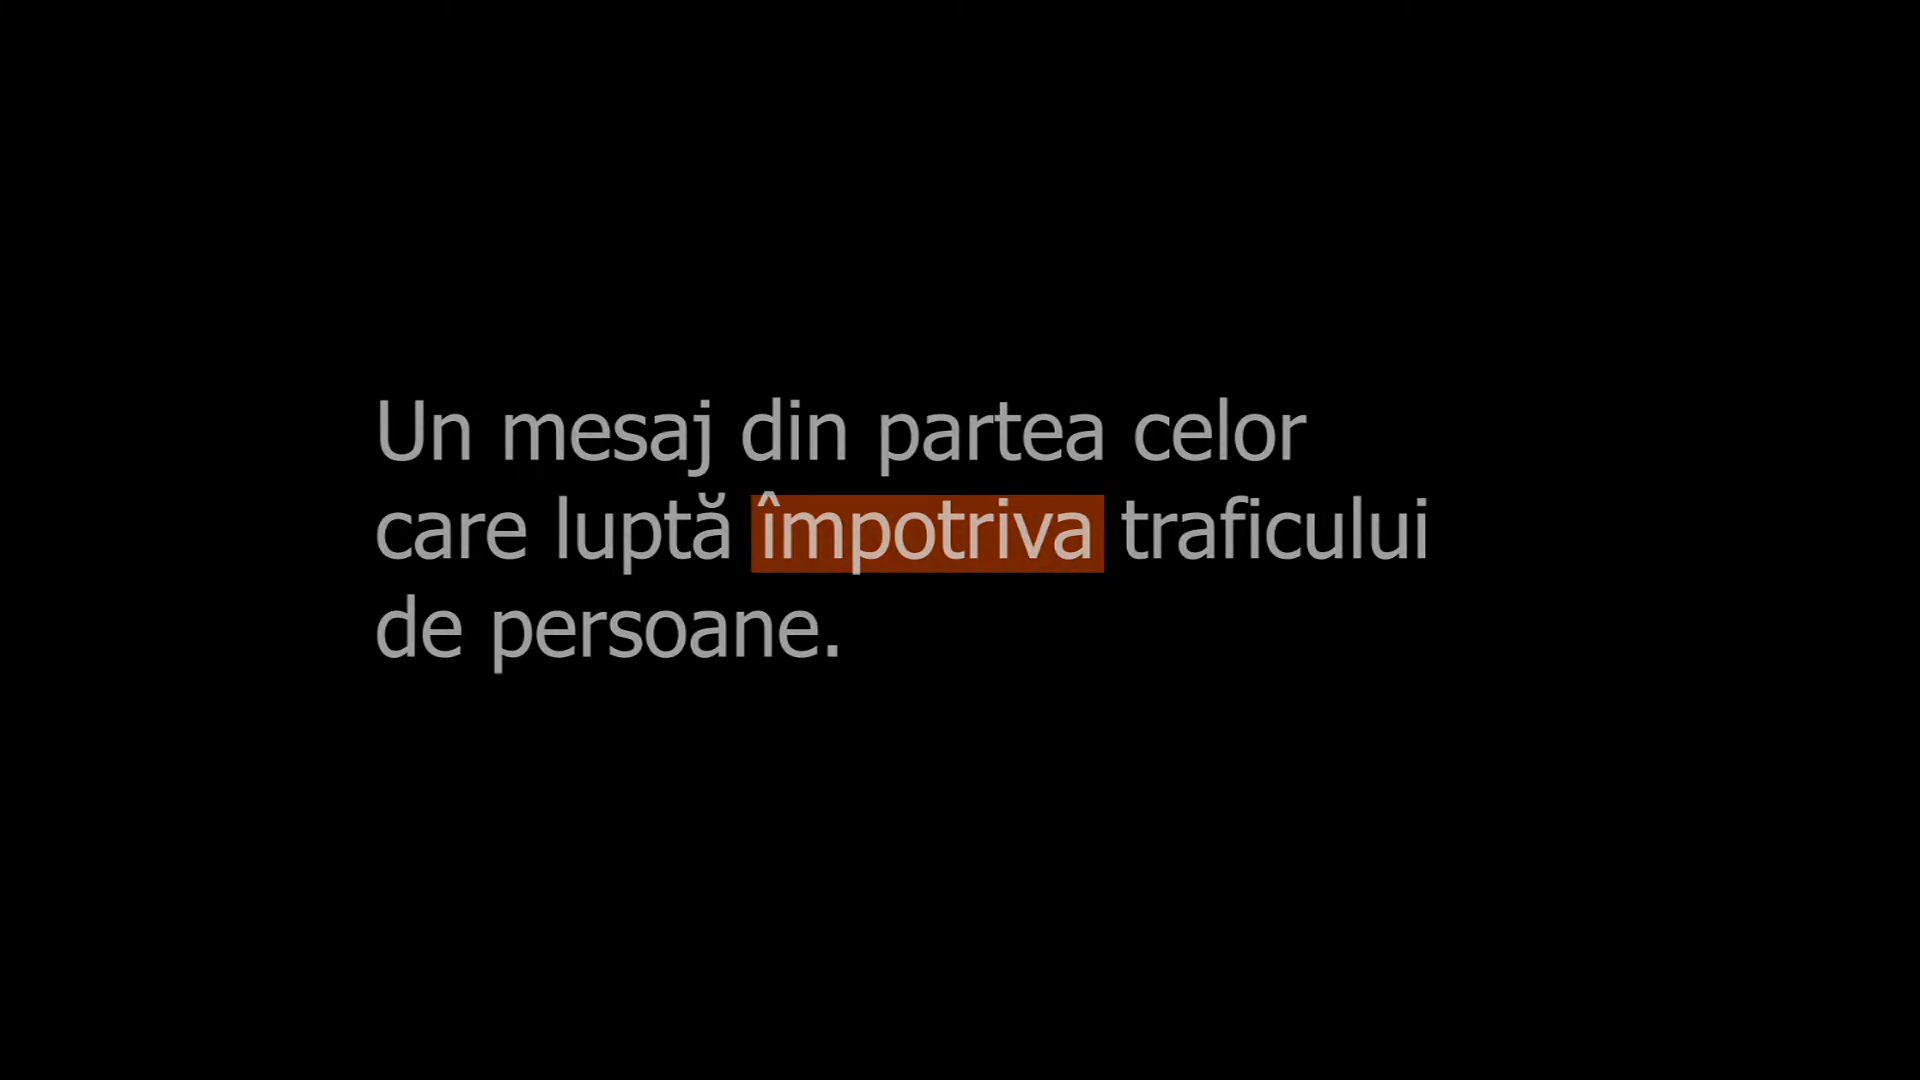 Un mesaj din partea celor
care luptă împotriva traficului
de persoane.